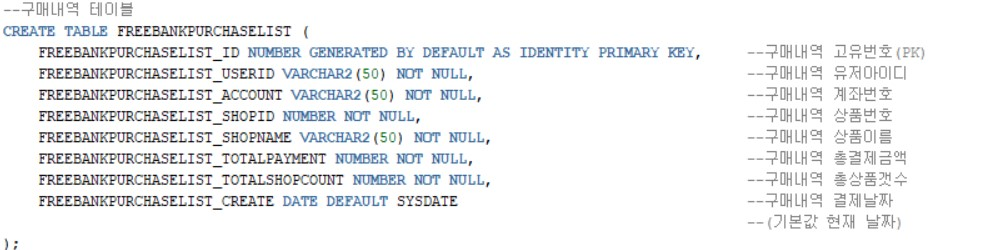 --구매내역 테이블
CREATE TABLE FREEBANKPURCHASELIST (
FREEBANKPURCHASELIST_ID NUMBER GENERATED BY DEFAULT AS IDENTITY PRIMARY KEY, --구매내역 고유번호(PK)
FREEBANKPURCHASELIST_USERID VARCHAR2(50) NOT NULL, --구매내역 유저아이디
FREEBANKPURCHASELIST_ACCOUNT VARCHAR2(50) NOT NULL, --구매내역 계좌번호
FREEBANKPURCHASELIST_SHOPID NUMBER NOT NULL, --구매내역 상품번호
FREEBANKPURCHASELIST_SHOPNAME VARCHAR2(50) NOT NULL, --구매내역 상품이름
FREEBANKPURCHASELIST_TOTALPAYMENT NUMBER NOT NULL, --구매내역 총결제금액
FREEBANKPURCHASELIST_TOTALSHOPCOUNT NUMBER NOT NULL, --구매내역 총상품갯수
FREEBANKPURCHASELIST_CREATE DATE DEFAULT SYSDATE --구매내역 결제날짜
--(기본값 현재 날짜)
);